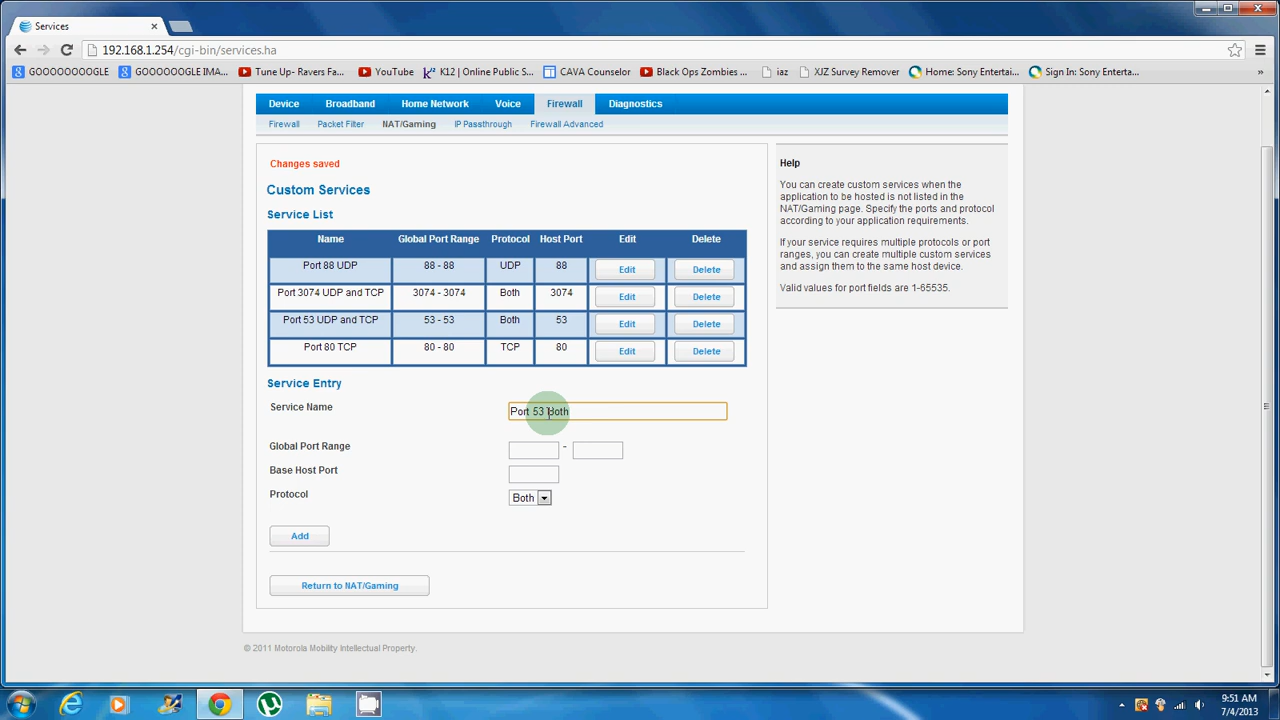 Services
192.168.1.254/cgi-bin/services.ha
GOOOOOOOGLE
GOOOOOOGLE IMA...
Tune Up- Ravers Fa...
YouTube
K12 | Online Public S...
CAVA Counselor
Black Ops Zombies ...
iaz
XJZ Survey Remover
Home: Sony Entertai...
Sign In: Sony Enterta...
»
Device Broadband Home Network Voice Firewall Diagnostics
Firewall Packet Filter NAT/Gaming IP Passthrough Firewall Advanced
Changes saved
Custom Services
Service List
Name Global Port Range Protocol Host Port Edit Delete
Port 88 UDP 88 - 88 UDP 88 Edit Delete
Port 3074 UDP and TCP 3074 - 3074 Both 3074 Edit Delete
Port 53 UDP and TCP 53 - 53 Both 53 Edit Delete
Port 80 TCP 80 - 80 TCP 80 Edit Delete
Service Entry
Service Name Port 53 Both
Global Port Range -
Base Host Port
Protocol Both
Add
Return to NAT/Gaming
Help
You can create custom services when the
application to be hosted is not listed in the
NAT/Gaming page. Specify the ports and protocol
according to your application requirements.
If your service requires multiple protocols or port
ranges, you can create multiple custom services
and assign them to the same host device.
Valid values for port fields are 1-65535.
© 2011 Motorola Mobility Intellectual Property.
9:51 AM
7/4/2013